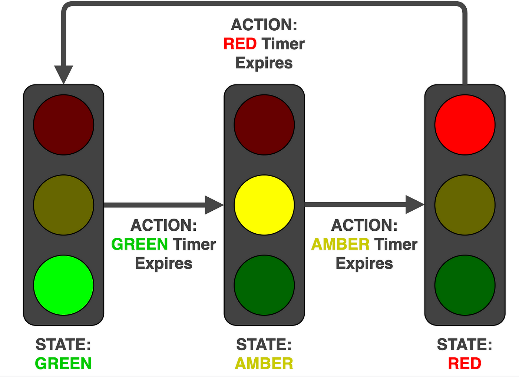 ACTION:
RED Timer
Expires
ACTION:
GREEN Timer
Expires
ACTION:
AMBER Timer
Expires
STATE:
GREEN
STATE:
AMBER
STATE:
RED